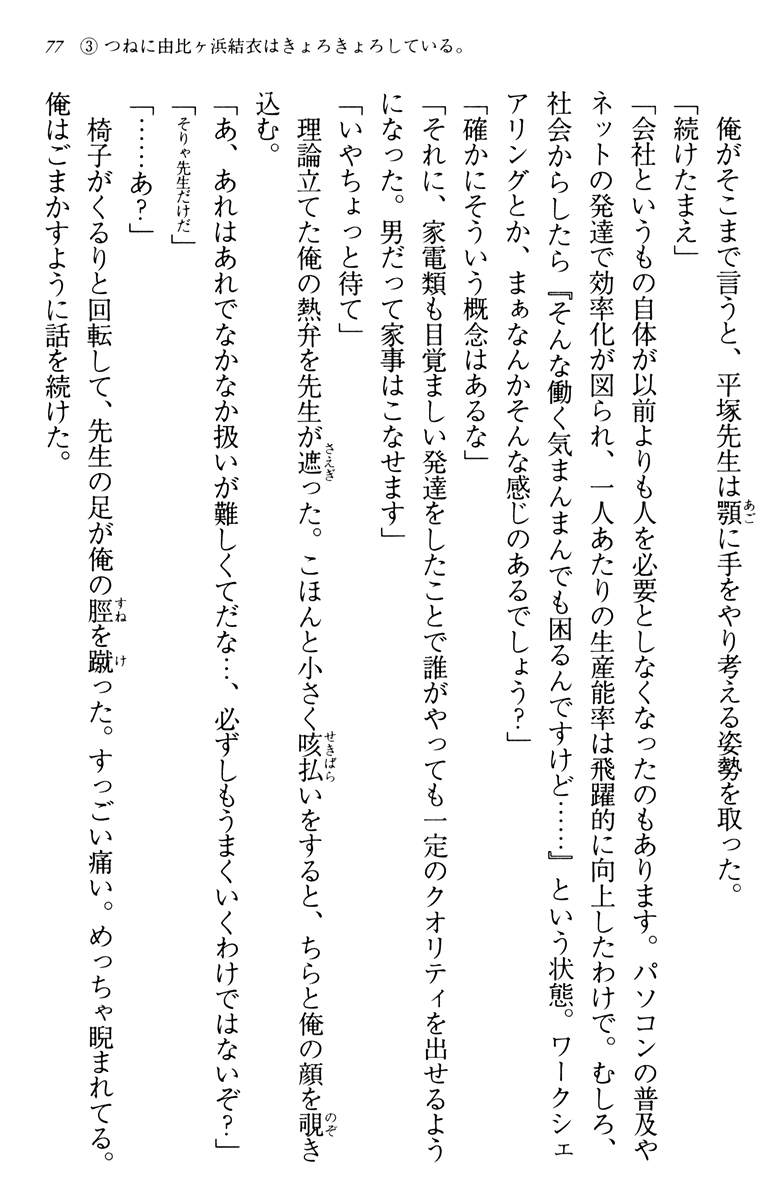 77　③ つねに由比ヶ浜結衣はきょろきょろしている。
　俺がそこまで言うと、平塚先生は顎に手をやり考える姿勢を取った。
「続けたまえ」
「会社というもの自体が以前よりも人を必要としなくなったのもあります。パソコンの普及や
ネットの発達で効率化が図られ、一人あたりの生産能率は飛躍的に向上したわけで。むしろ、
社会からしたら『そんな働く気まんまんでも困るんですけど……』という状態。ワークシェ
アリングとか、まぁなんかそんな感じのあるでしょう？」
「確かにそういう概念はあるな」
「それに、家電類も目覚ましい発達をしたことで誰がやっても一定のクオリティを出せるよう
になった。男だって家事はこなせます」
「いやちょっと待て」
　理論立てた俺の熱弁を先生が遮った。こほんと小さく咳払いをすると、ちらと俺の顔を覗き
込む。
「あ、あれはあれでなかなか扱いが難しくてだな…、必ずしもうまくいくわけではないぞ？」
「そりゃ先生だけだ」
「……あ？」
　椅子がくるりと回転して、先生の足が俺の脛を蹴った。すっごい痛い。めっちゃ睨まれてる。
俺はごまかすように話を続けた。